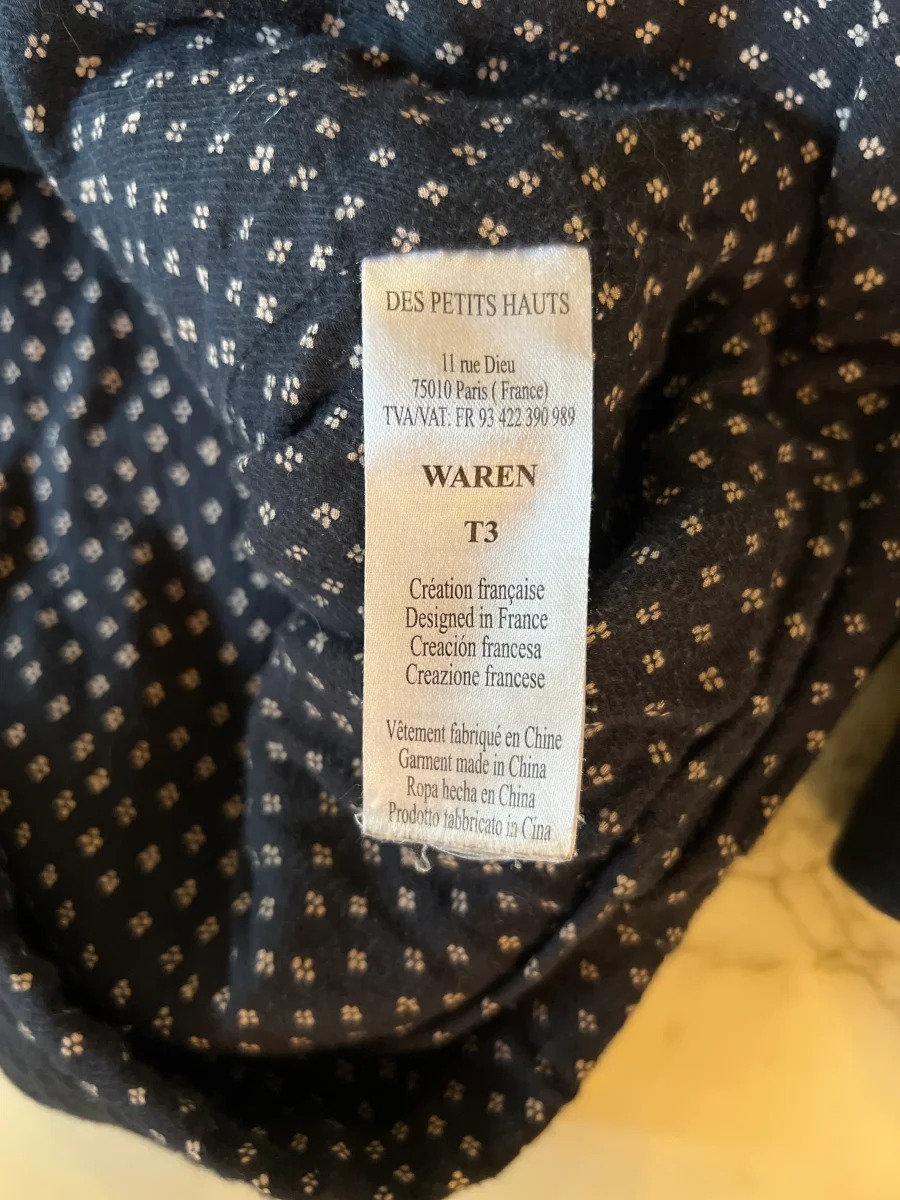 DES PETITS HAUTS
11 rue Dieu
75010 Paris ( France)
TVA/VAT: FR 93 422 390 989
WAREN
T3
Création française
Designed in France
Creación francesa
Creazione francese
Vêtement fabriqué en Chine
Garment made in China
Ropa hecha en China
Prodotto fabbricato in Cina